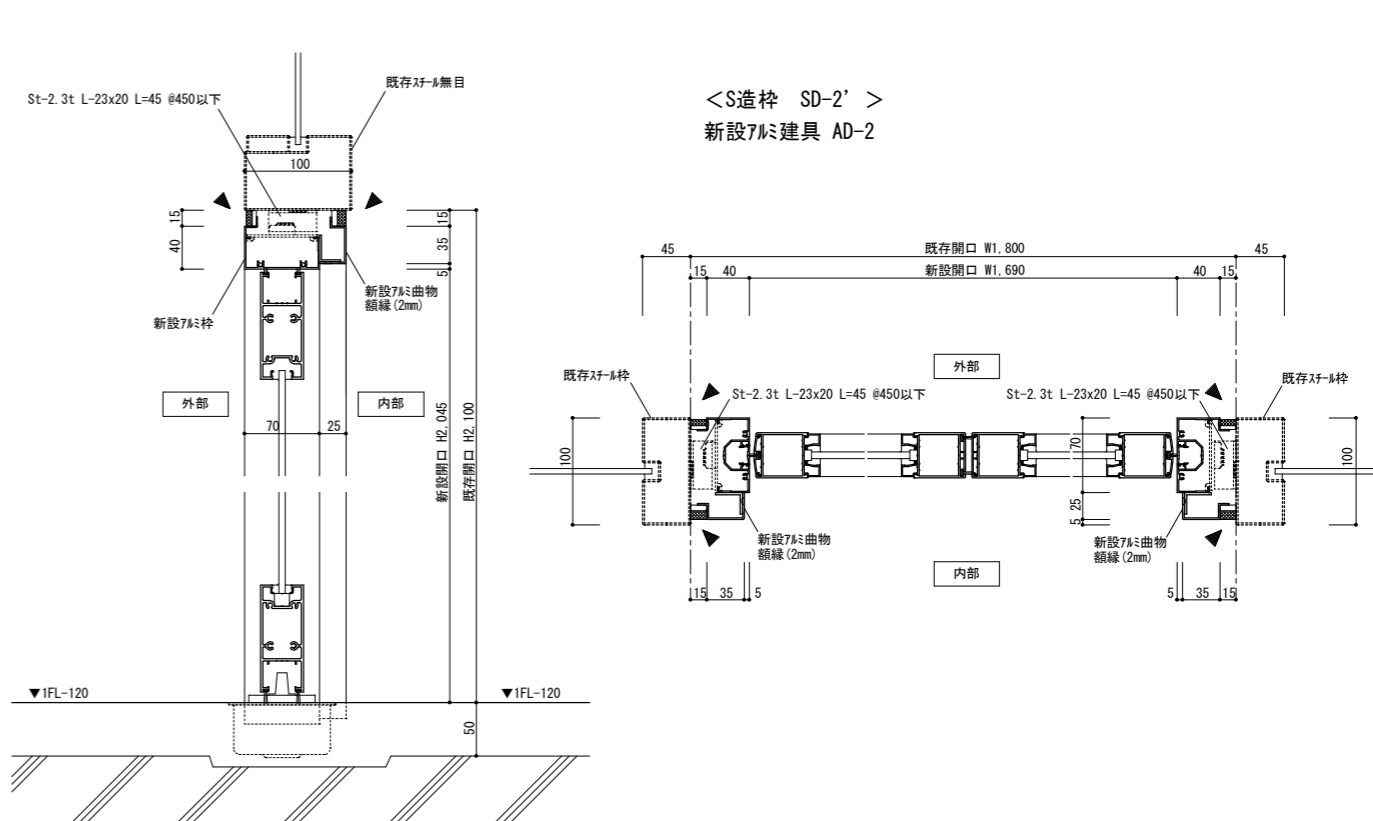 St-2.3t L-23x20 L=45 @450以下
既存ｽﾁｰﾙ無目
100
15
40
15
35
5
新設ｱﾙﾐ曲物
額縁(2mm)
新設ｱﾙﾐ枠
外部
内部
70
25
新設開口 H2,045
既存開口 H2,100
▼1FL-120
▼1FL-120
50
＜S造枠 SD-2’＞
新設ｱﾙﾐ建具 AD-2
45
既存開口 W1,800
45
15
40
新設開口 W1,690
40
15
外部
既存ｽﾁｰﾙ枠
St-2.3t L-23x20 L=45 @450以下
St-2.3t L-23x20 L=45 @450以下
既存ｽﾁｰﾙ枠
100
70
100
25
5
新設ｱﾙﾐ曲物
額縁(2mm)
新設ｱﾙﾐ曲物
額縁(2mm)
内部
15
35
5
5
35
15